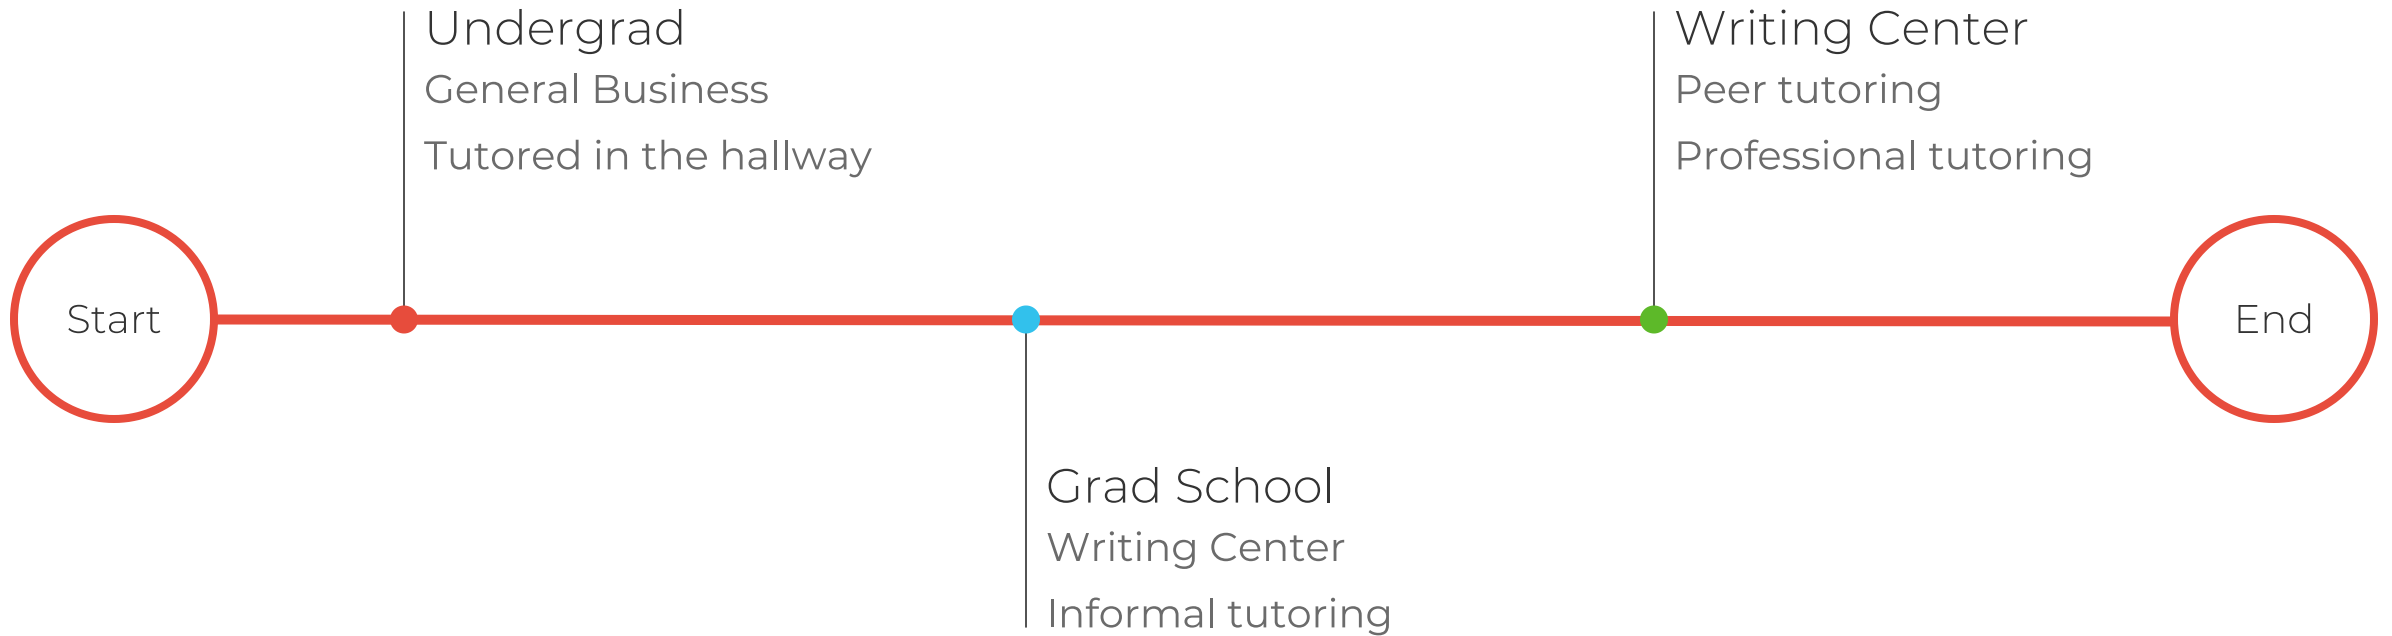 Undergrad
General Business
Tutored in the hallway
Writing Center
Peer tutoring
Professional tutoring
Start
End
Grad School
Writing Center
Informal tutoring